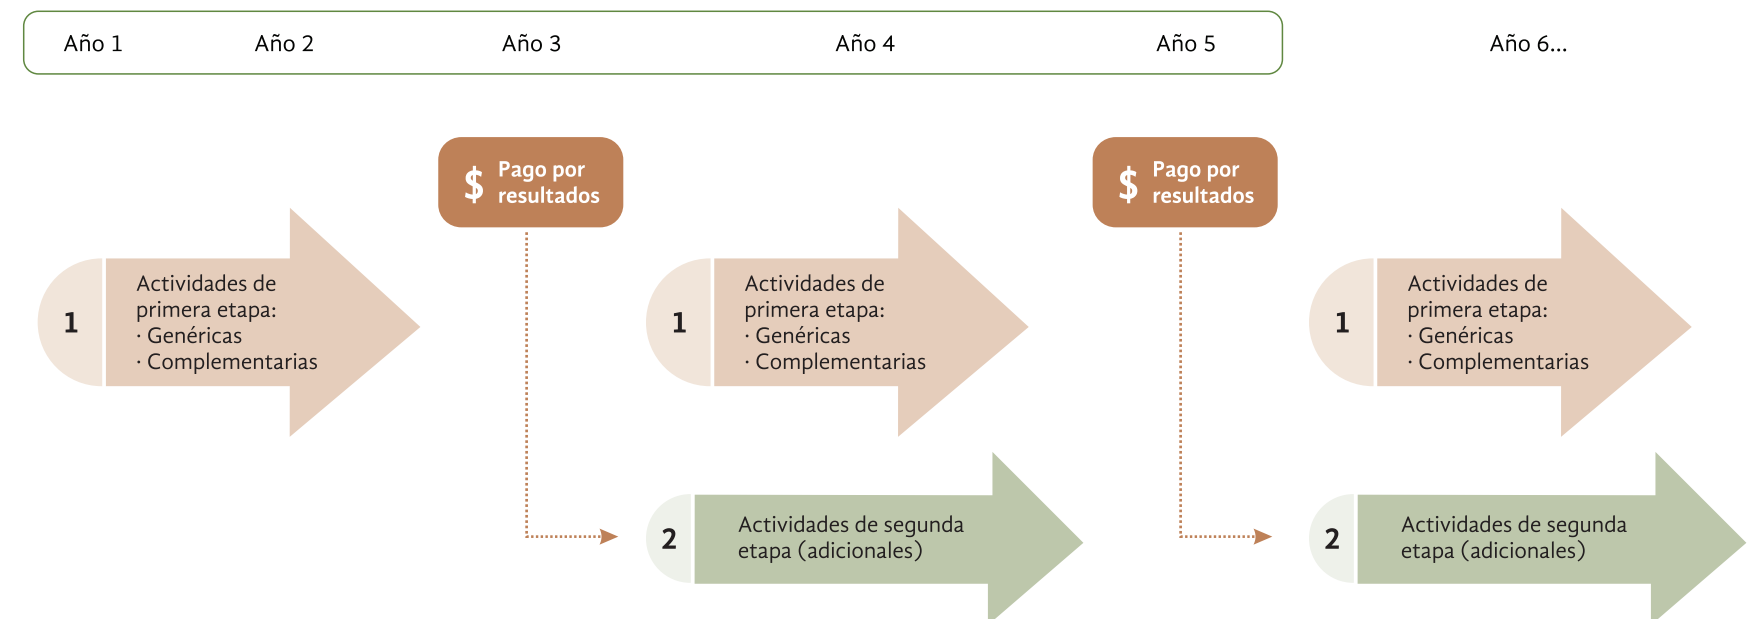 Año 1
Año 2
Año 3
Año 4
Año 5
Año 6...
$ Pago por
resultados
$ Pago por
resultados
1
Actividades de
primera etapa:
· Genéricas
· Complementarias
1
Actividades de
primera etapa:
· Genéricas
· Complementarias
1
Actividades de
primera etapa:
· Genéricas
· Complementarias
2
Actividades de segunda
etapa (adicionales)
2
Actividades de segunda
etapa (adicionales)